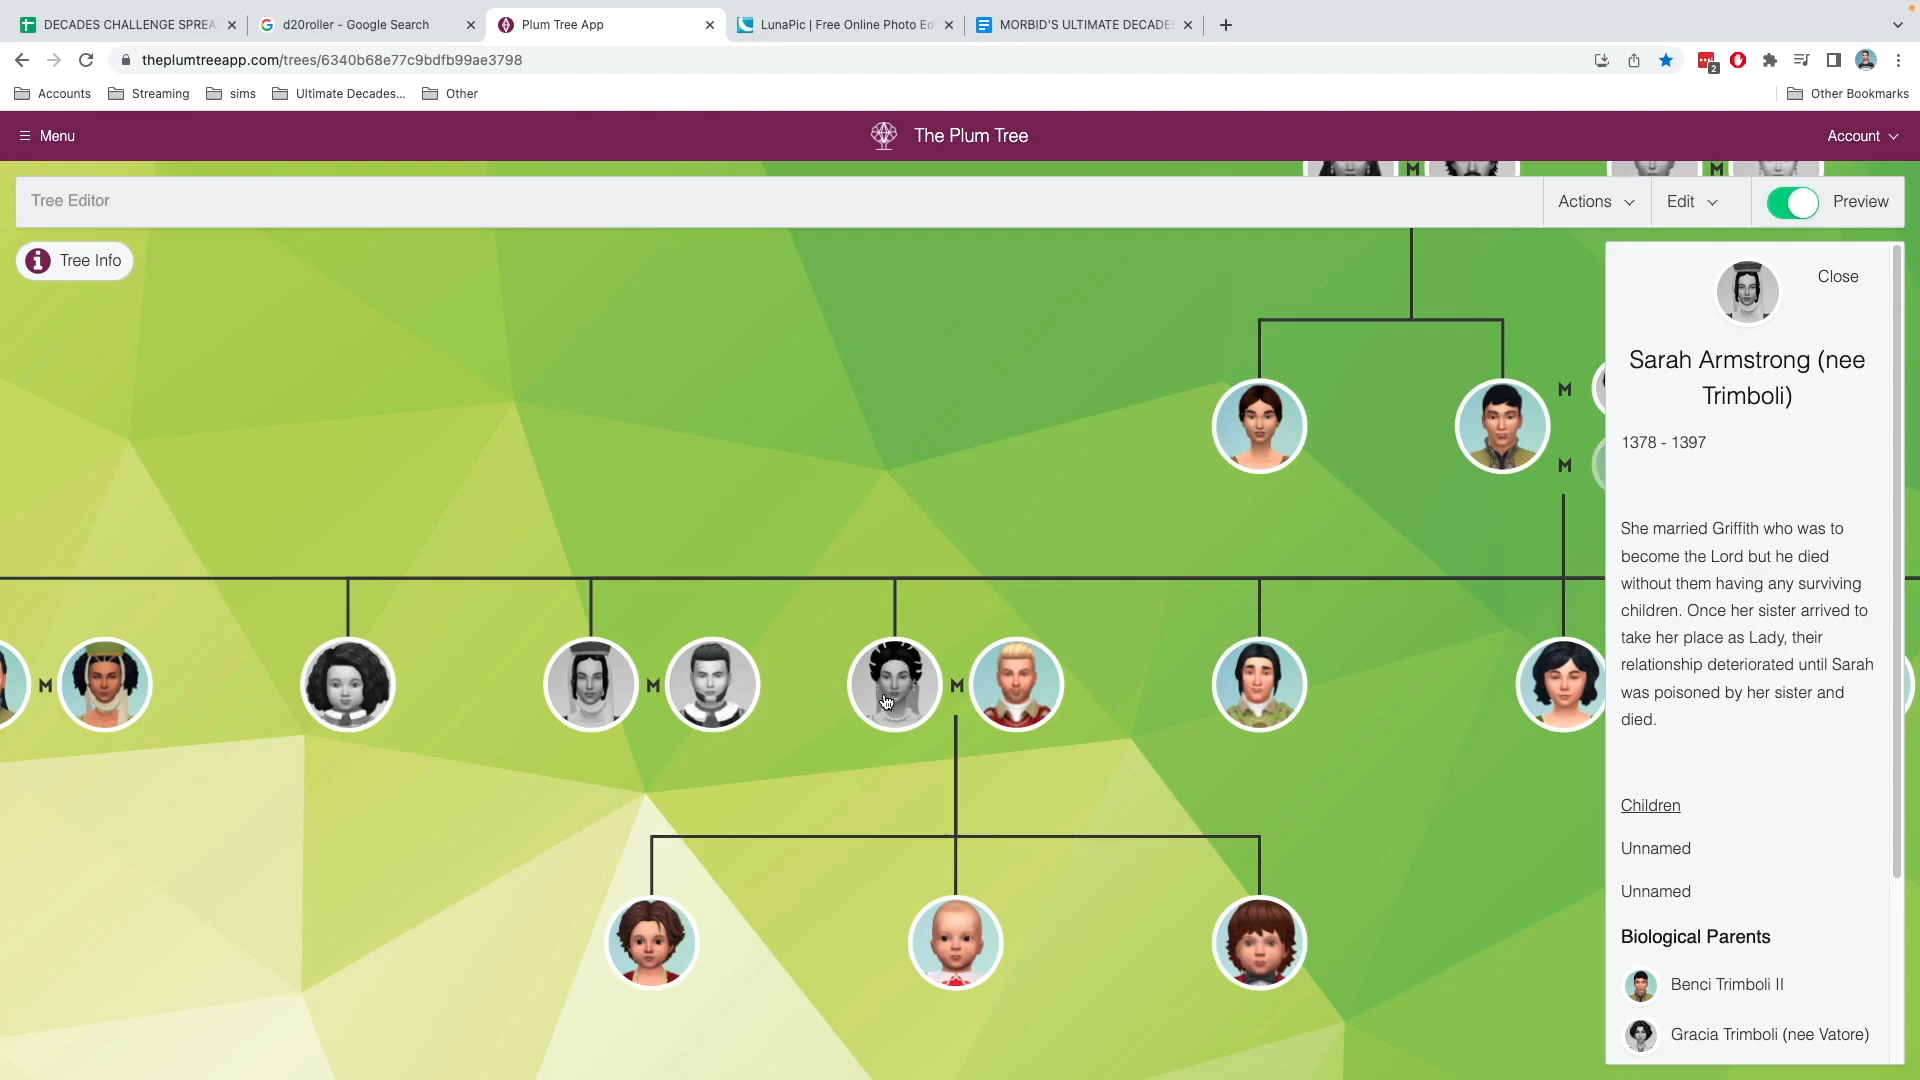 DECADES CHALLENGE SPREA
d20roller - Google Search
Plum Tree App
LunaPic | Free Online Photo Ed
MORBID'S ULTIMATE DECADES
theplumtreeapp.com/trees/6340b68e77c9bdfb99ae3798
2
Accounts
Streaming
sims
Ultimate Decades...
Other
Other Bookmarks
Menu
The Plum Tree
Account
M M
Tree Editor
Actions
Edit
Preview
Tree Info
Close
Sarah Armstrong (nee
Trimboli)
1378 - 1397
She married Griffith who was to
become the Lord but he died
without them having any surviving
children. Once her sister arrived to
take her place as Lady, their
relationship deteriorated until Sarah
was poisoned by her sister and
died.
Children
Unnamed
Unnamed
Biological Parents
Benci Trimboli II
Gracia Trimboli (nee Vatore)
M
M
M M M